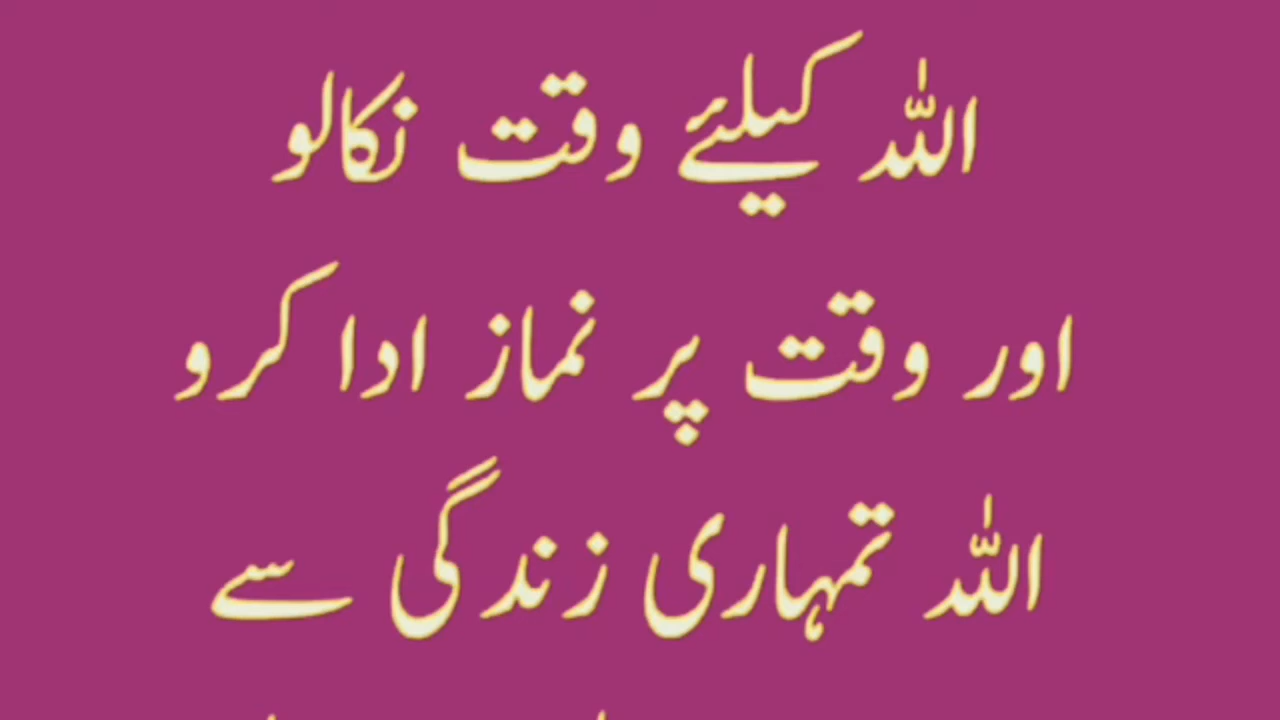 اللہ کیلئے وقت نکالو
اور وقت پر نماز ادا کرو
اللہ تمہاری زندگی سے